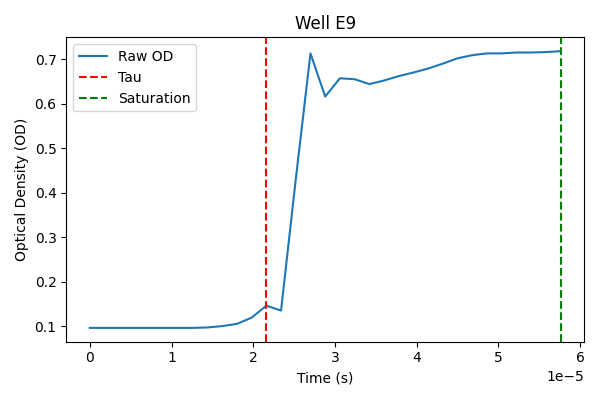 Well E9
Raw OD
Tau
Saturation
Optical Density (OD)
0.7
0.6
0.5
0.4
0.3
0.2
0.1
0 1 2 3 4 5 6
1e−5
Time (s)